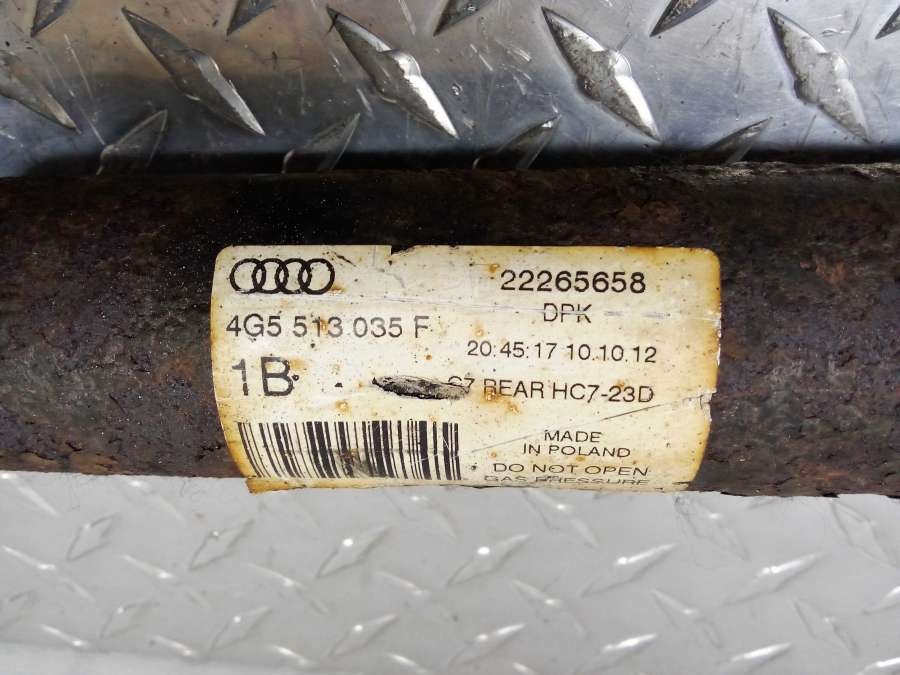 22265658
DPK
4G5 513 035 F
20:45:17 10.10.12
1B
REAR HC7-23D
MADE
IN POLAND
DO NOT OPEN
GAS PRESSURE